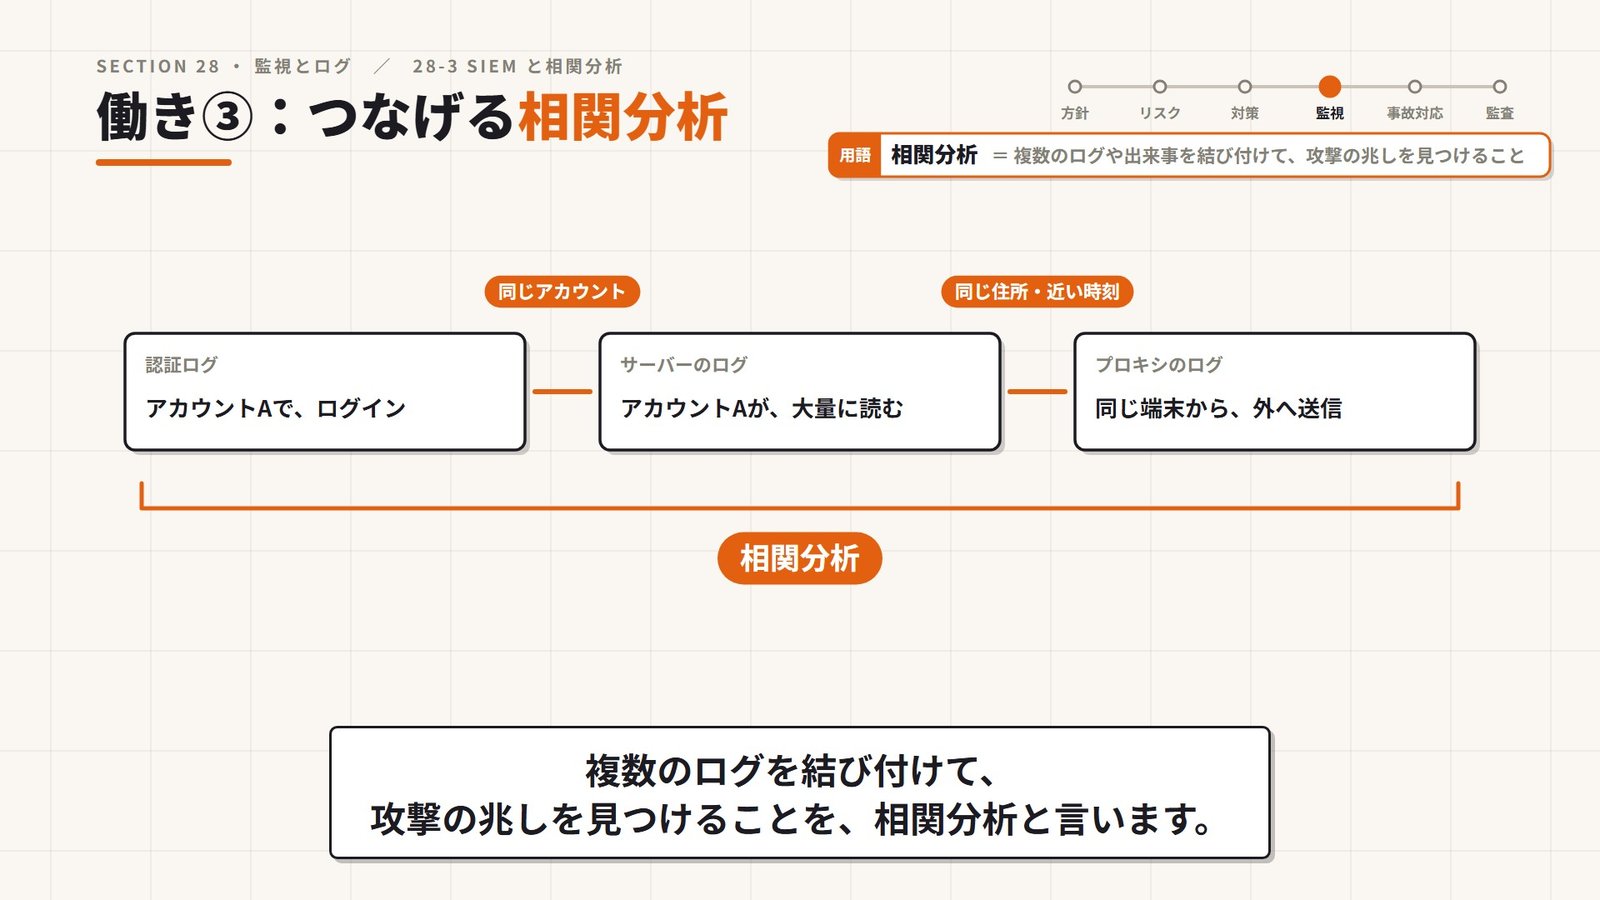 SECTION 28 ・ 監視とログ ／ 28-3 SIEM と相関分析
働き③：つなげる相関分析
方針 リスク 対策 監視 事故対応 監査
用語 相関分析 ＝ 複数のログや出来事を結び付けて、攻撃の兆しを見つけること
同じアカウント
同じ住所・近い時刻
認証ログ
アカウントAで、ログイン
サーバーのログ
アカウントAが、大量に読む
プロキシのログ
同じ端末から、外へ送信
相関分析
複数のログを結び付けて、
攻撃の兆しを見つけることを、相関分析と言います。